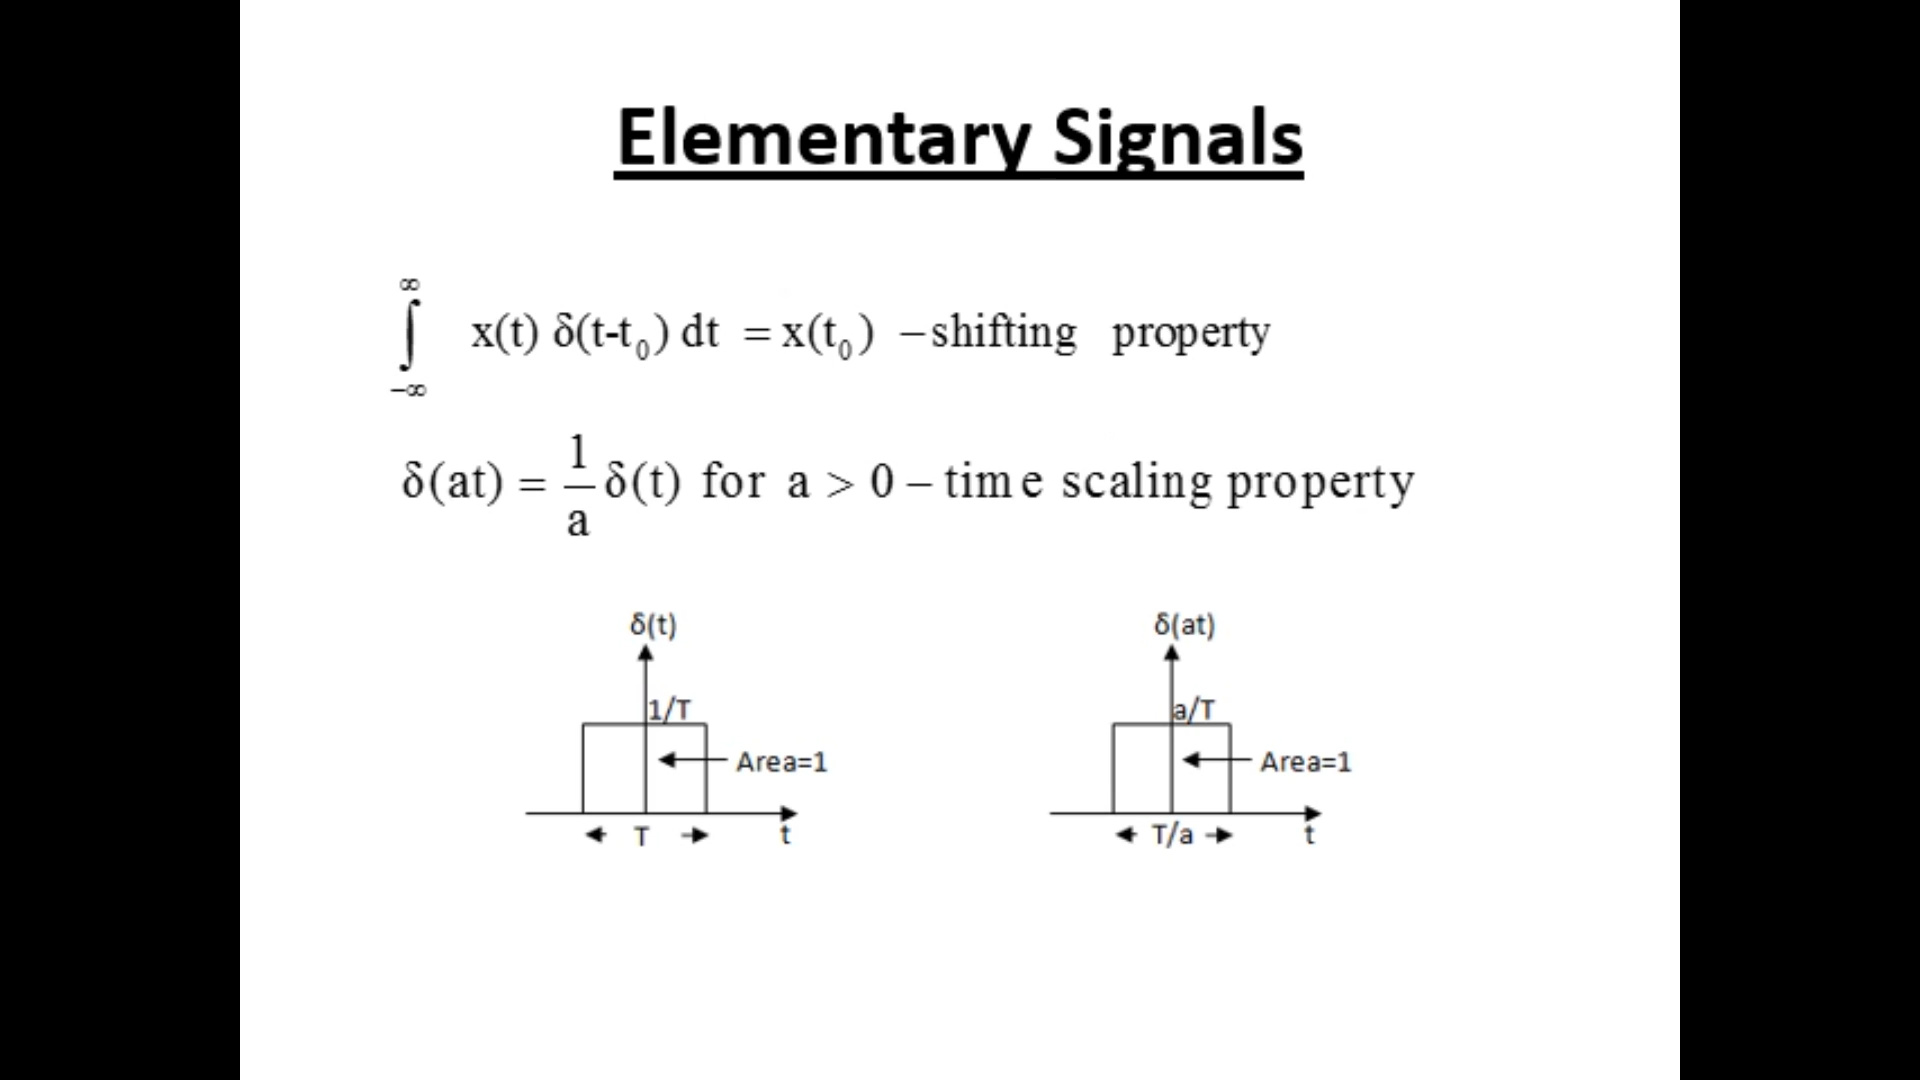 Elementary Signals
∞
∫ x(t) δ(t-t₀) dt = x(t₀) – shifting property
–∞
δ(at) = 1/a δ(t) for a > 0 – time scaling property
δ(t)
1/T
Area=1
T
t
δ(at)
a/T
Area=1
T/a
t